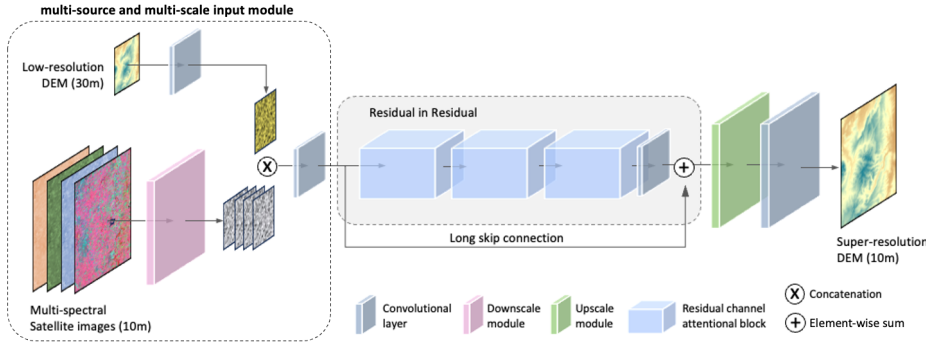 multi-source and multi-scale input module
Low-resolution
DEM (30m)
Residual in Residual
X
+
Long skip connection
Super-resolution
DEM (10m)
Multi-spectral
Satellite images (10m)
Convolutional
layer
Downscale
module
Upscale
module
Residual channel
attentional block
X Concatenation
+ Element-wise sum